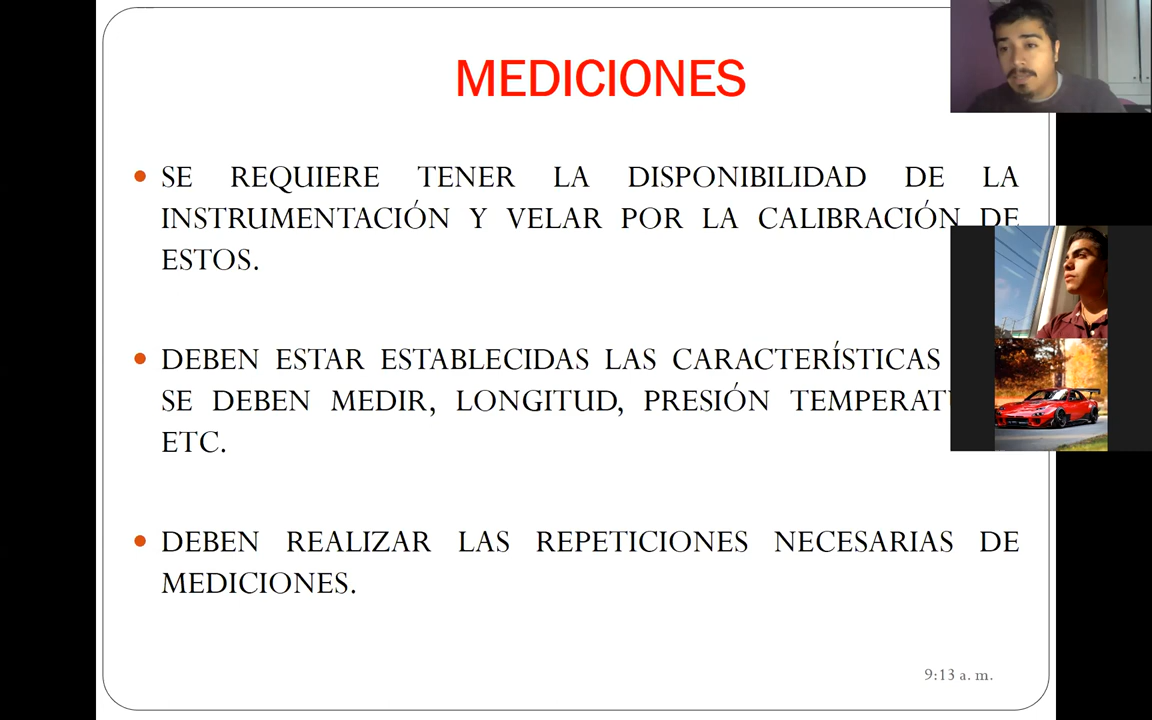 MEDICIONES
SE REQUIERE TENER LA DISPONIBILIDAD DE LA
INSTRUMENTACIÓN Y VELAR POR LA CALIBRACIÓN DE
ESTOS.
DEBEN ESTAR ESTABLECIDAS LAS CARACTERÍSTICAS
SE DEBEN MEDIR, LONGITUD, PRESIÓN
ETC.
DEBEN REALIZAR LAS REPETICIONES NECESARIAS DE
MEDICIONES.
9:13 a. m.